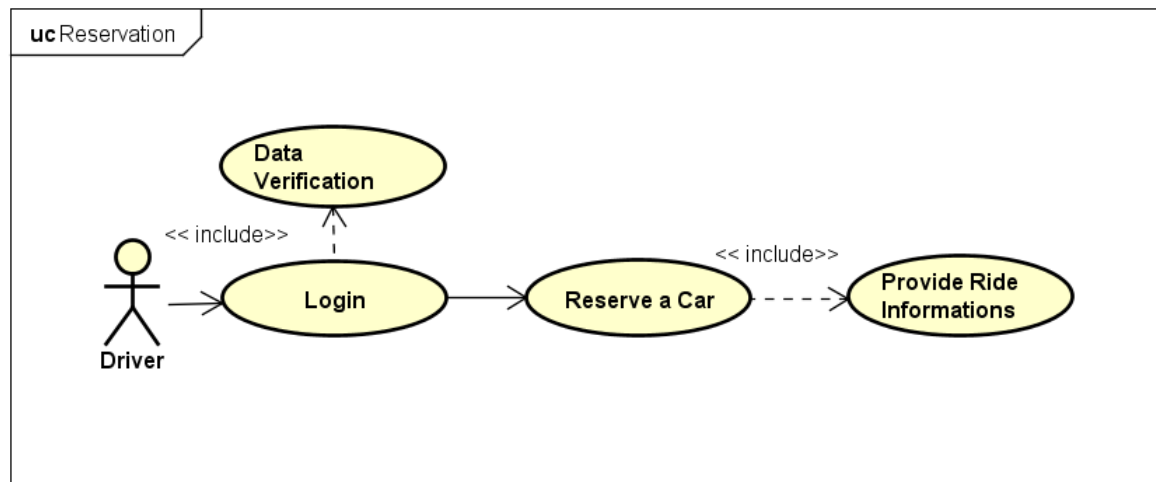 uc Reservation
Data
Verification
<< include>>
<< include>>
Login
Reserve a Car
Provide Ride
Informations
Driver